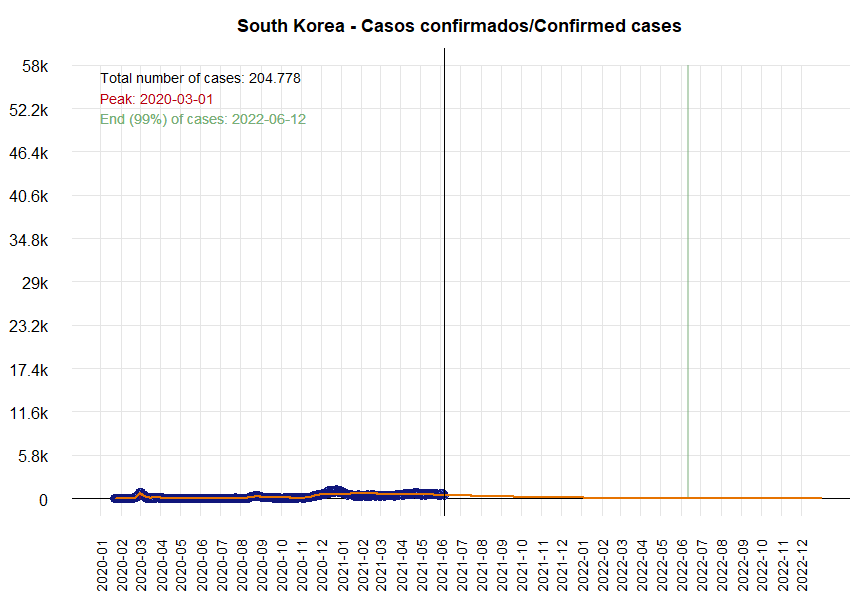 South Korea - Casos confirmados/Confirmed cases
58k
Total number of cases: 204.778
Peak: 2020-03-01
End (99%) of cases: 2022-06-12
52.2k
46.4k
40.6k
34.8k
29k
23.2k
17.4k
11.6k
5.8k
0
2020-01
2020-02
2020-03
2020-04
2020-05
2020-06
2020-07
2020-08
2020-09
2020-10
2020-11
2020-12
2021-01
2021-02
2021-03
2021-04
2021-05
2021-06
2021-07
2021-08
2021-09
2021-10
2021-11
2021-12
2022-01
2022-02
2022-03
2022-04
2022-05
2022-06
2022-07
2022-08
2022-09
2022-10
2022-11
2022-12